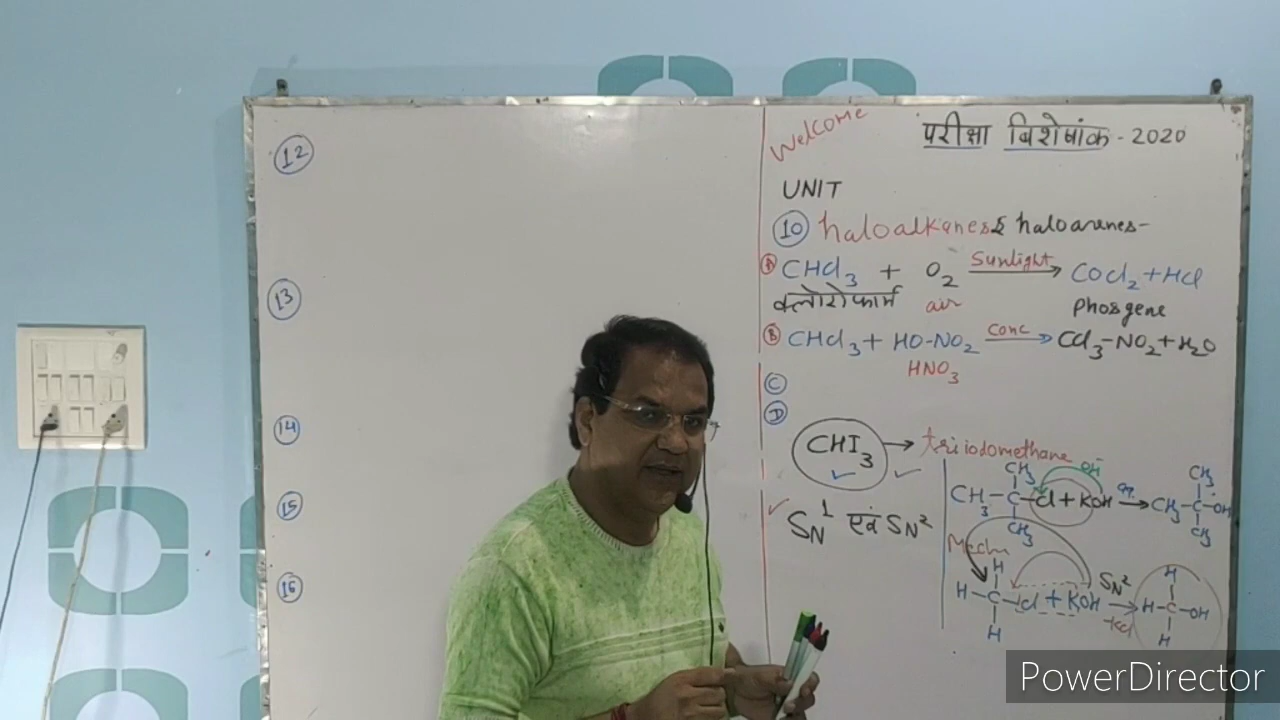 12
13
14
15
16
Welcome
परीक्षा विशेषांक - 2020
UNIT
10 haloalkanes & haloarenes-
A CHCl3 + O2 Sunlight COCl2 + HCl
क्लोरोफार्म air Phosgene
B CHCl3 + HO-NO2 Conc CCl3-NO2 + H2O
HNO3
C
D
CHI3 → triiodomethane
SN1 एवं SN2
CH3 OH- CH3
CH3-C-Cl + KOH → CH3-C-OH
CH3 CH3
H SN2 H
H-C-Cl + KOH → H-C-OH
H -KCl H
PowerDirector